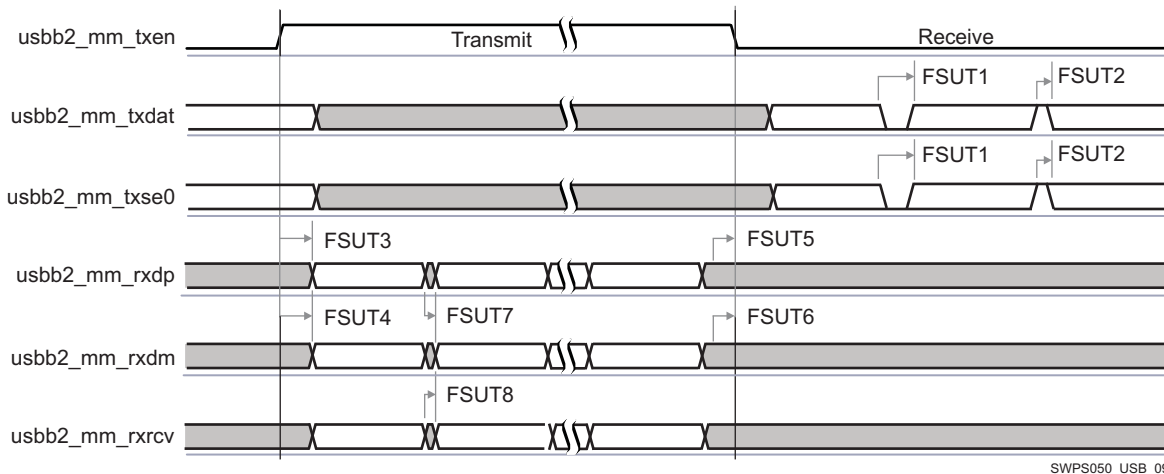 usbb2_mm_txen
Transmit
Receive
FSUT1
FSUT2
usbb2_mm_txdat
FSUT1
FSUT2
usbb2_mm_txse0
FSUT3
FSUT5
usbb2_mm_rxdp
FSUT4
FSUT7
FSUT6
usbb2_mm_rxdm
FSUT8
usbb2_mm_rxrcv